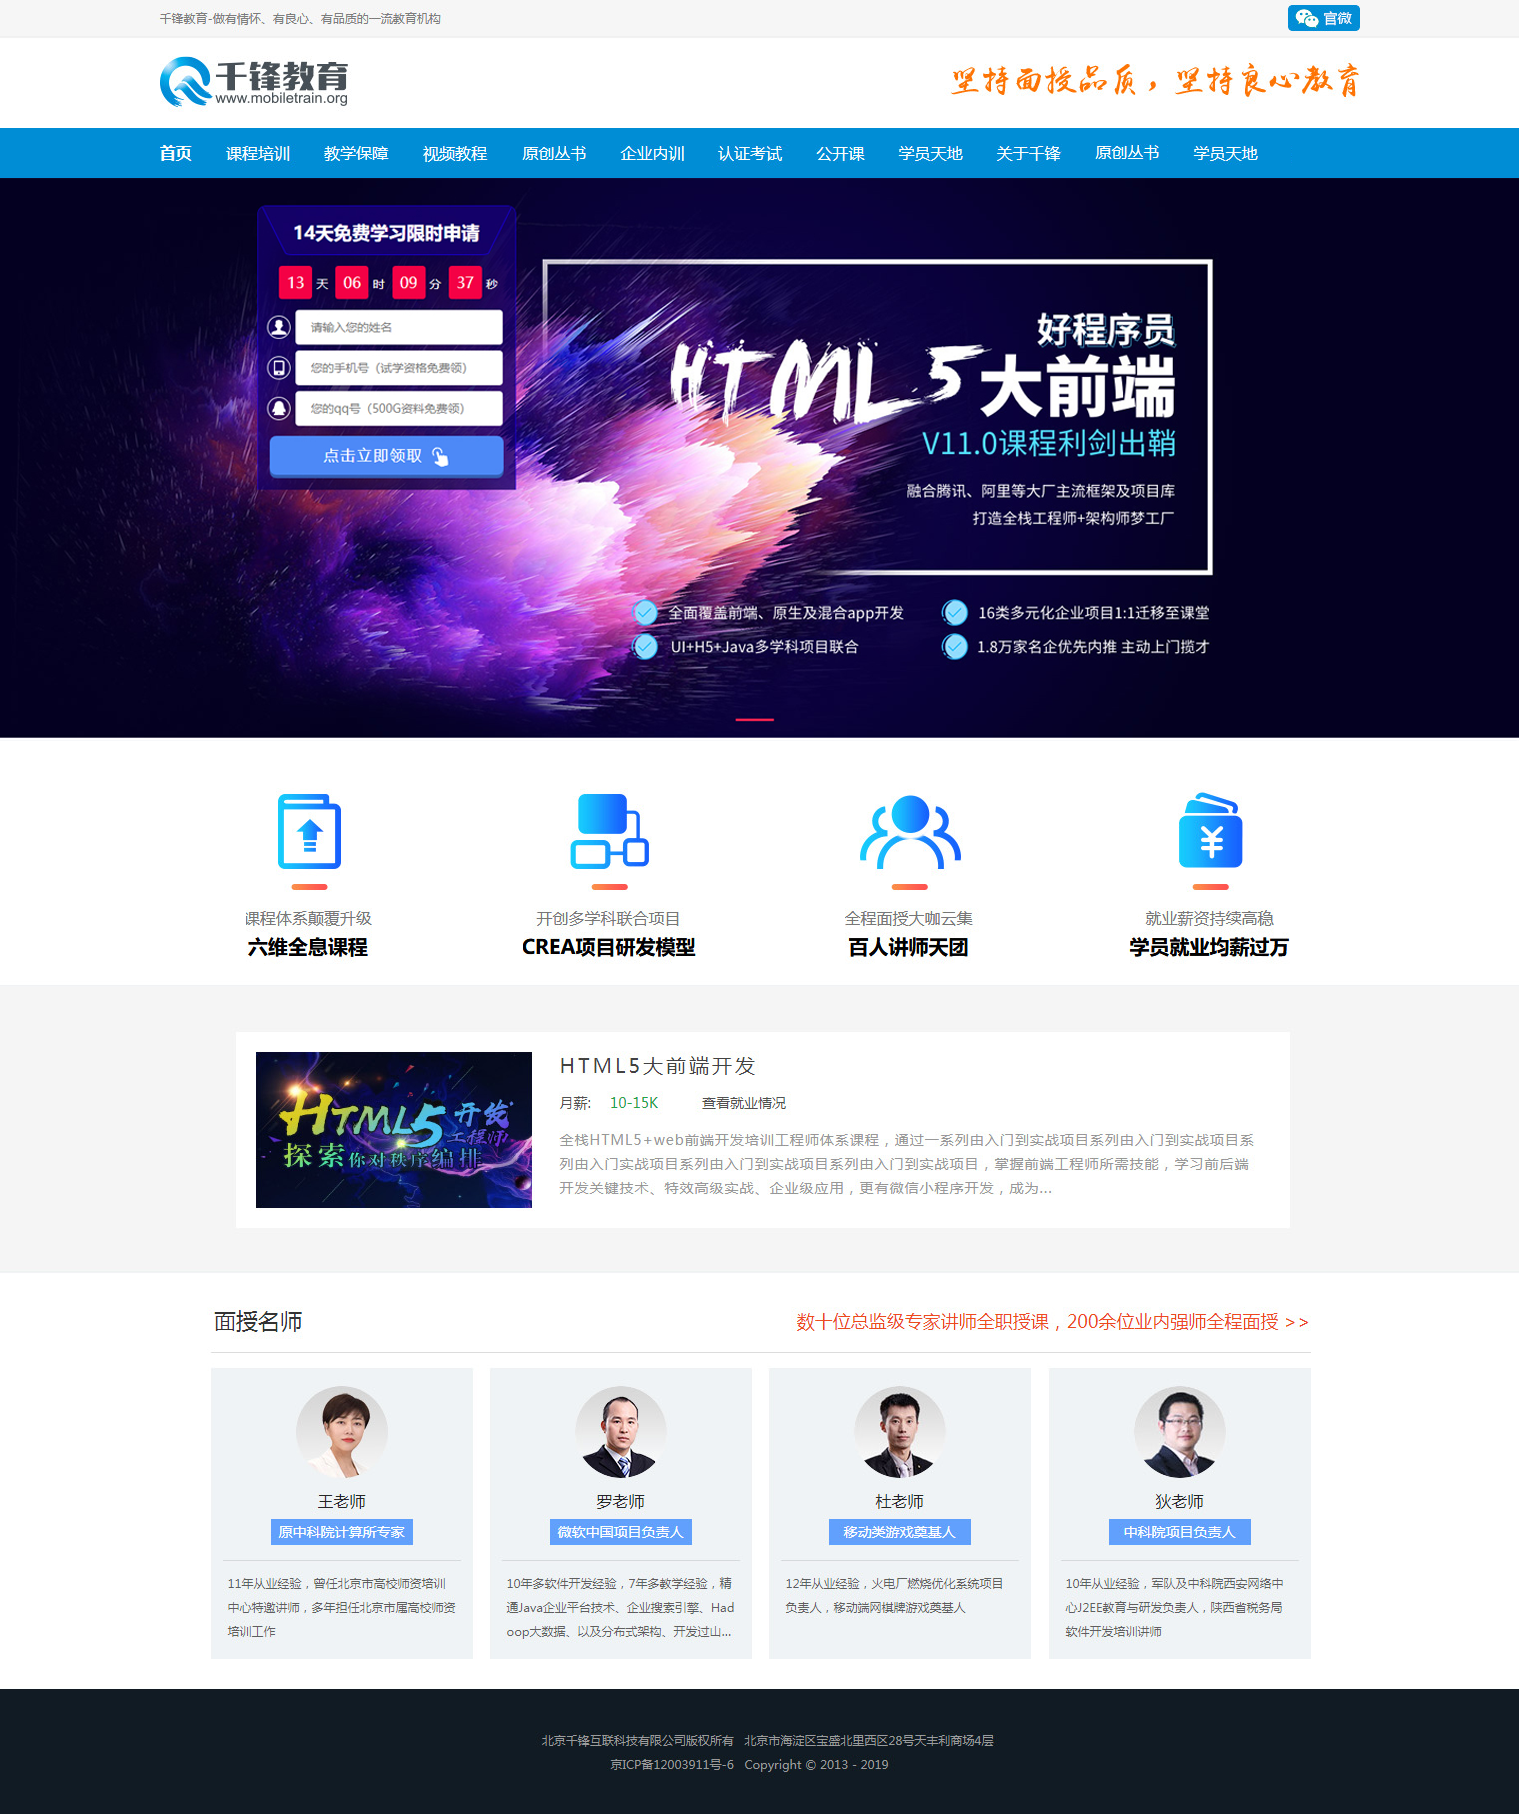 千锋教育-做有情怀、有良心、有品质的一流教育机构
官微
千锋教育
www.mobiletrain.org
坚持面授品质，坚持良心教育
首页 课程培训 教学保障 视频教程 原创丛书 企业内训 认证考试 公开课 学员天地 关于千锋 原创丛书 学员天地
14天免费学习限时申请
13 天 06 时 09 分 37 秒
请输入您的姓名
您的手机号（试学资格免费领）
您的qq号（500G资料免费领）
点击立即领取
好程序员
HTML5大前端
V11.0课程利剑出鞘
融合腾讯、阿里等大厂主流框架及项目库
打造全栈工程师+架构师梦工厂
全面覆盖前端、原生及混合app开发
16类多元化企业项目1:1迁移至课堂
UI+H5+Java多学科项目联合
1.8万家名企优先内推 主动上门揽才
课程体系颠覆升级
六维全息课程
开创多学科联合项目
CREA项目研发模型
全程面授大咖云集
百人讲师天团
就业薪资持续高稳
学员就业均薪过万
HTML5开发
工程师
探索你对秩序编排
HTML5大前端开发
月薪: 10-15K 查看就业情况
全栈HTML5+web前端开发培训工程师体系课程，通过一系列由入门到实战项目系列由入门到实战项目系
列由入门实战项目系列由入门到实战项目系列由入门到实战项目，掌握前端工程师所需技能，学习前后端
开发关键技术、特效高级实战、企业级应用，更有微信小程序开发，成为...
面授名师
数十位总监级专家讲师全职授课，200余位业内强师全程面授 >>
王老师
原中科院计算所专家
11年从业经验，曾任北京市高校师资培训
中心特邀讲师，多年担任北京市属高校师资
培训工作
罗老师
微软中国项目负责人
10年多软件开发经验，7年多教学经验，精
通Java企业平台技术、企业搜索引擎、Had
oop大数据、以及分布式架构、开发过山...
杜老师
移动类游戏奠基人
12年从业经验，火电厂燃烧优化系统项目
负责人，移动端网棋牌游戏奠基人
狄老师
中科院项目负责人
10年从业经验，军队及中科院西安网络中
心J2EE教育与研发负责人，陕西省税务局
软件开发培训讲师
北京千锋互联科技有限公司版权所有 北京市海淀区宝盛北里西区28号天丰利商场4层
京ICP备12003911号-6 Copyright © 2013 - 2019